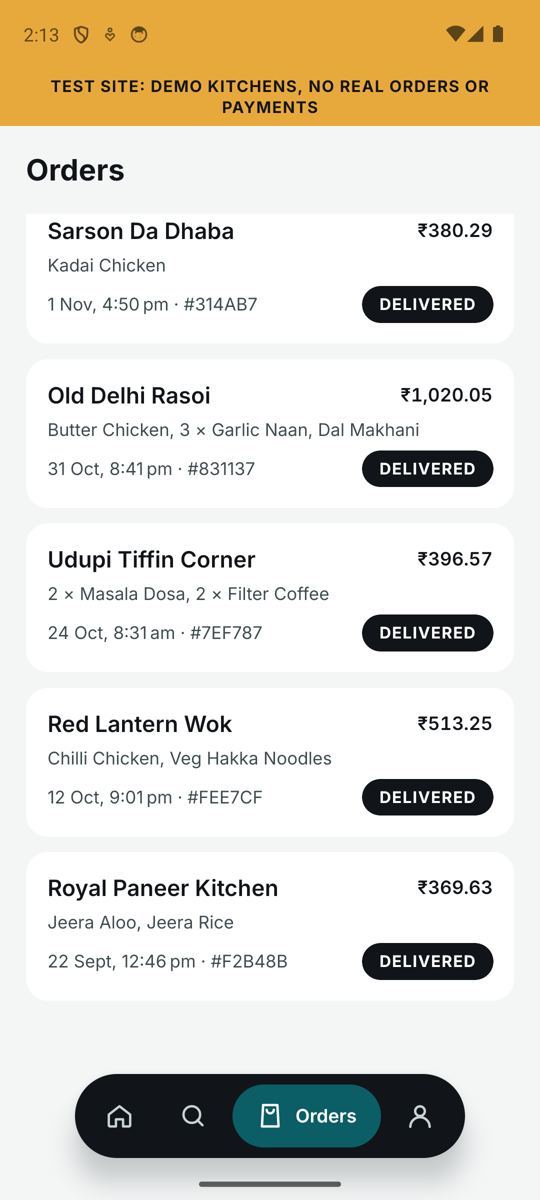 2:13
TEST SITE: DEMO KITCHENS, NO REAL ORDERS OR
PAYMENTS
Orders
Sarson Da Dhaba ₹380.29
Kadai Chicken
1 Nov, 4:50 pm · #314AB7 DELIVERED
Old Delhi Rasoi ₹1,020.05
Butter Chicken, 3 × Garlic Naan, Dal Makhani
31 Oct, 8:41 pm · #831137 DELIVERED
Udupi Tiffin Corner ₹396.57
2 × Masala Dosa, 2 × Filter Coffee
24 Oct, 8:31 am · #7EF787 DELIVERED
Red Lantern Wok ₹513.25
Chilli Chicken, Veg Hakka Noodles
12 Oct, 9:01 pm · #FEE7CF DELIVERED
Royal Paneer Kitchen ₹369.63
Jeera Aloo, Jeera Rice
22 Sept, 12:46 pm · #F2B48B DELIVERED
Orders